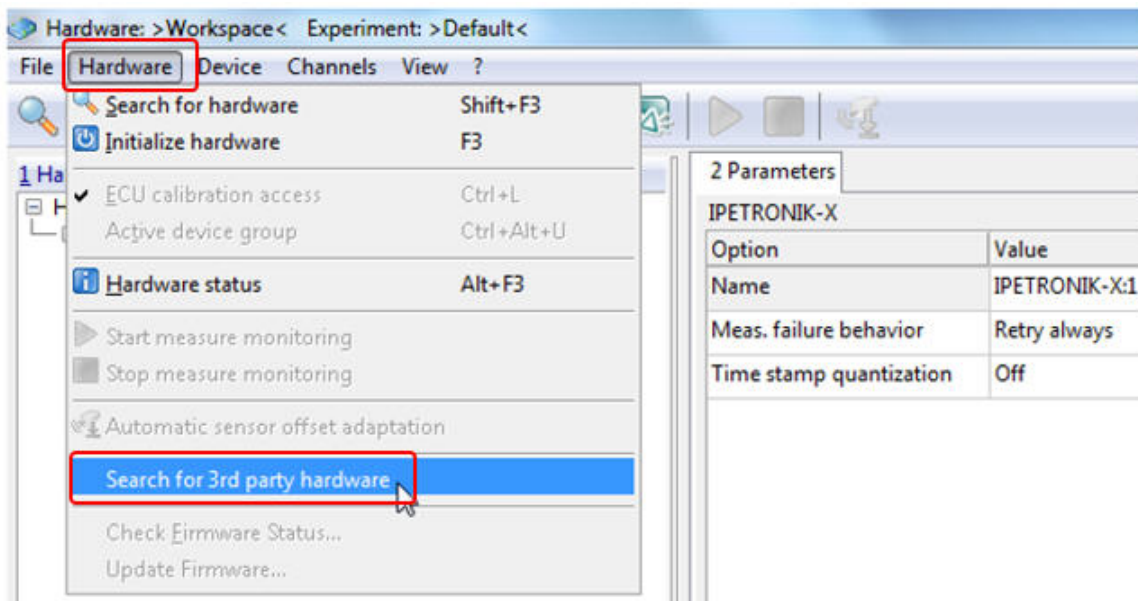 Hardware: >Workspace< Experiment: >Default<
File Hardware Device Channels View ?
Search for hardware Shift+F3
Initialize hardware F3
ECU calibration access Ctrl+L
Active device group Ctrl+Alt+U
Hardware status Alt+F3
Start measure monitoring
Stop measure monitoring
Automatic sensor offset adaptation
Search for 3rd party hardware
Check Firmware Status...
Update Firmware...
1 Ha
H
2 Parameters
IPETRONIK-X
Option Value
Name IPETRONIK-X:1
Meas. failure behavior Retry always
Time stamp quantization Off